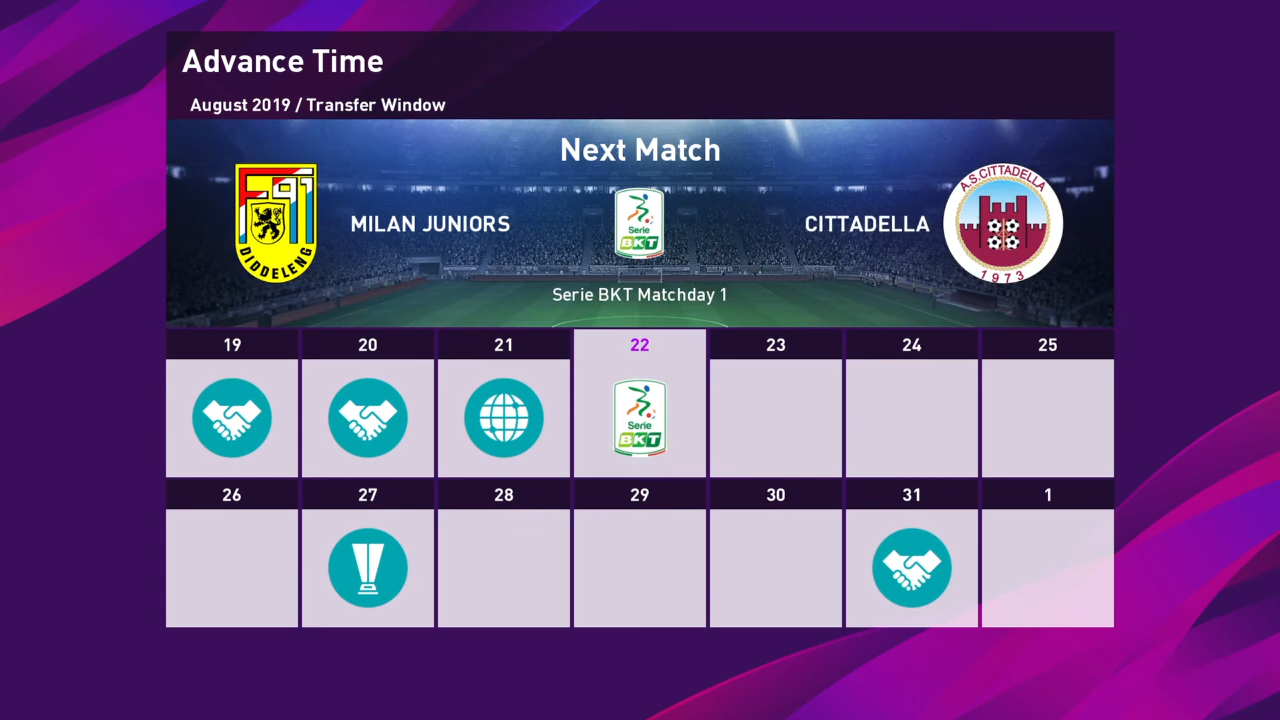 Advance Time
August 2019 / Transfer Window
Next Match
F91
DIDDELENG
MILAN JUNIORS
Serie
BKT
CITTADELLA
A.S.CITTADELLA
1973
Serie BKT Matchday 1
19 20 21 22 23 24 25
Serie
BKT
26 27 28 29 30 31 1